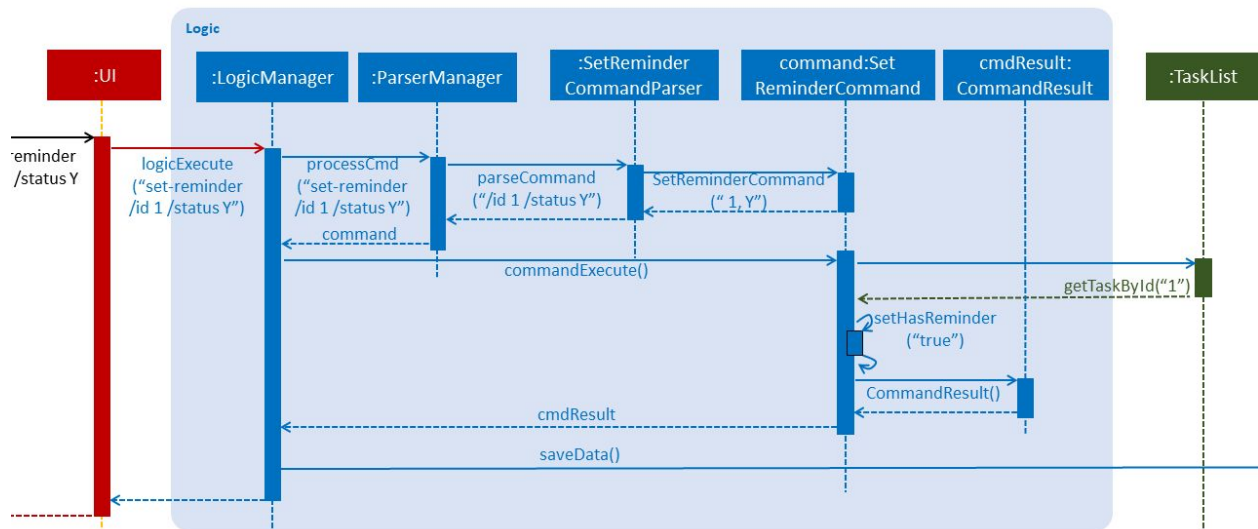 Logic
:UI
:LogicManager
:ParserManager
:SetReminder
CommandParser
command:Set
ReminderCommand
cmdResult:
CommandResult
:TaskList
reminder
/status Y
logicExecute
(“set-reminder
/id 1 /status Y”)
processCmd
(“set-reminder
/id 1 /status Y”)
parseCommand
(“/id 1 /status Y”)
SetReminderCommand
(“ 1, Y”)
command
commandExecute()
getTaskById(“1”)
setHasReminder
(“true”)
CommandResult()
cmdResult
saveData()